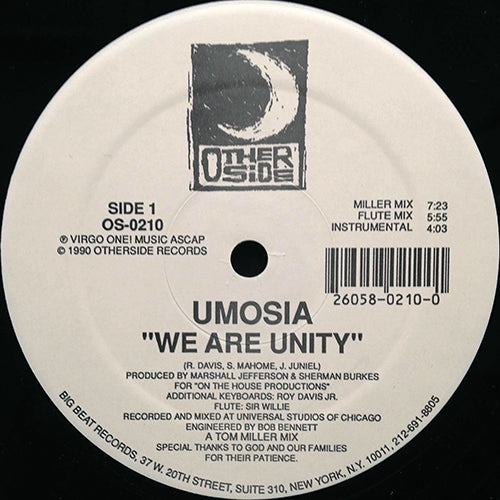 OTHER
SIDE
SIDE 1
OS-0210
℗ VIRGO ONE! MUSIC ASCAP
© 1990 OTHERSIDE RECORDS
MILLER MIX 7:23
FLUTE MIX 5:55
INSTRUMENTAL 4:03
26058-0210-0
UMOSIA
"WE ARE UNITY"
(R. DAVIS, S. MAHOME, J. JUNIEL)
PRODUCED BY MARSHALL JEFFERSON & SHERMAN BURKES
FOR "ON THE HOUSE PRODUCTIONS"
ADDITIONAL KEYBOARDS: ROY DAVIS JR.
FLUTE: SIR WILLIE
RECORDED AND MIXED AT UNIVERSAL STUDIOS OF CHICAGO
ENGINEERED BY BOB BENNETT
A TOM MILLER MIX
SPECIAL THANKS TO GOD AND OUR FAMILIES
FOR THEIR PATIENCE.
BIG BEAT RECORDS, 37 W. 20TH STREET, SUITE 310, NEW YORK, N.Y. 10011, 212-691-8805